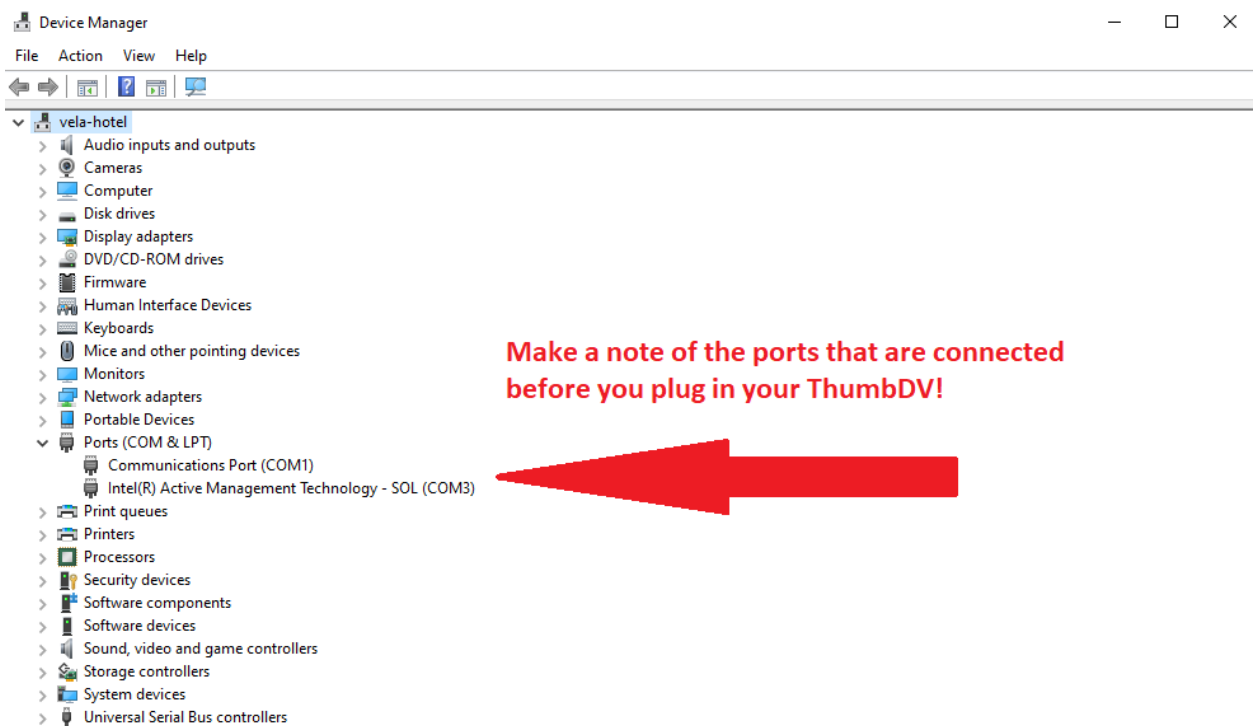 Device Manager
File Action View Help
vela-hotel
Audio inputs and outputs
Cameras
Computer
Disk drives
Display adapters
DVD/CD-ROM drives
Firmware
Human Interface Devices
Keyboards
Mice and other pointing devices
Monitors
Network adapters
Portable Devices
Ports (COM & LPT)
Communications Port (COM1)
Intel(R) Active Management Technology - SOL (COM3)
Print queues
Printers
Processors
Security devices
Software components
Software devices
Sound, video and game controllers
Storage controllers
System devices
Universal Serial Bus controllers
Make a note of the ports that are connected
before you plug in your ThumbDV!